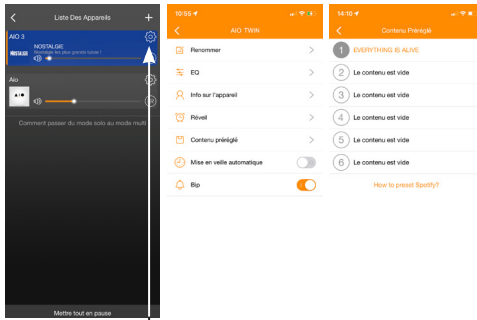 Liste Des Appareils
AIO 3
NOSTALGIE
NOSTALGIE
Nostalgie les plus grands tubes !
Aio
AIO
Comment passer du mode solo au mode multi
Mettre tout en pause
10:55
AIO TWIN
Renommer
EQ
Info sur l'appareil
Réveil
Contenu préréglé
Mise en veille automatique
Bip
14:10
Contenu Préréglé
1 EVERYTHING IS ALIVE
2 Le contenu est vide
3 Le contenu est vide
4 Le contenu est vide
5 Le contenu est vide
6 Le contenu est vide
How to preset Spotify?